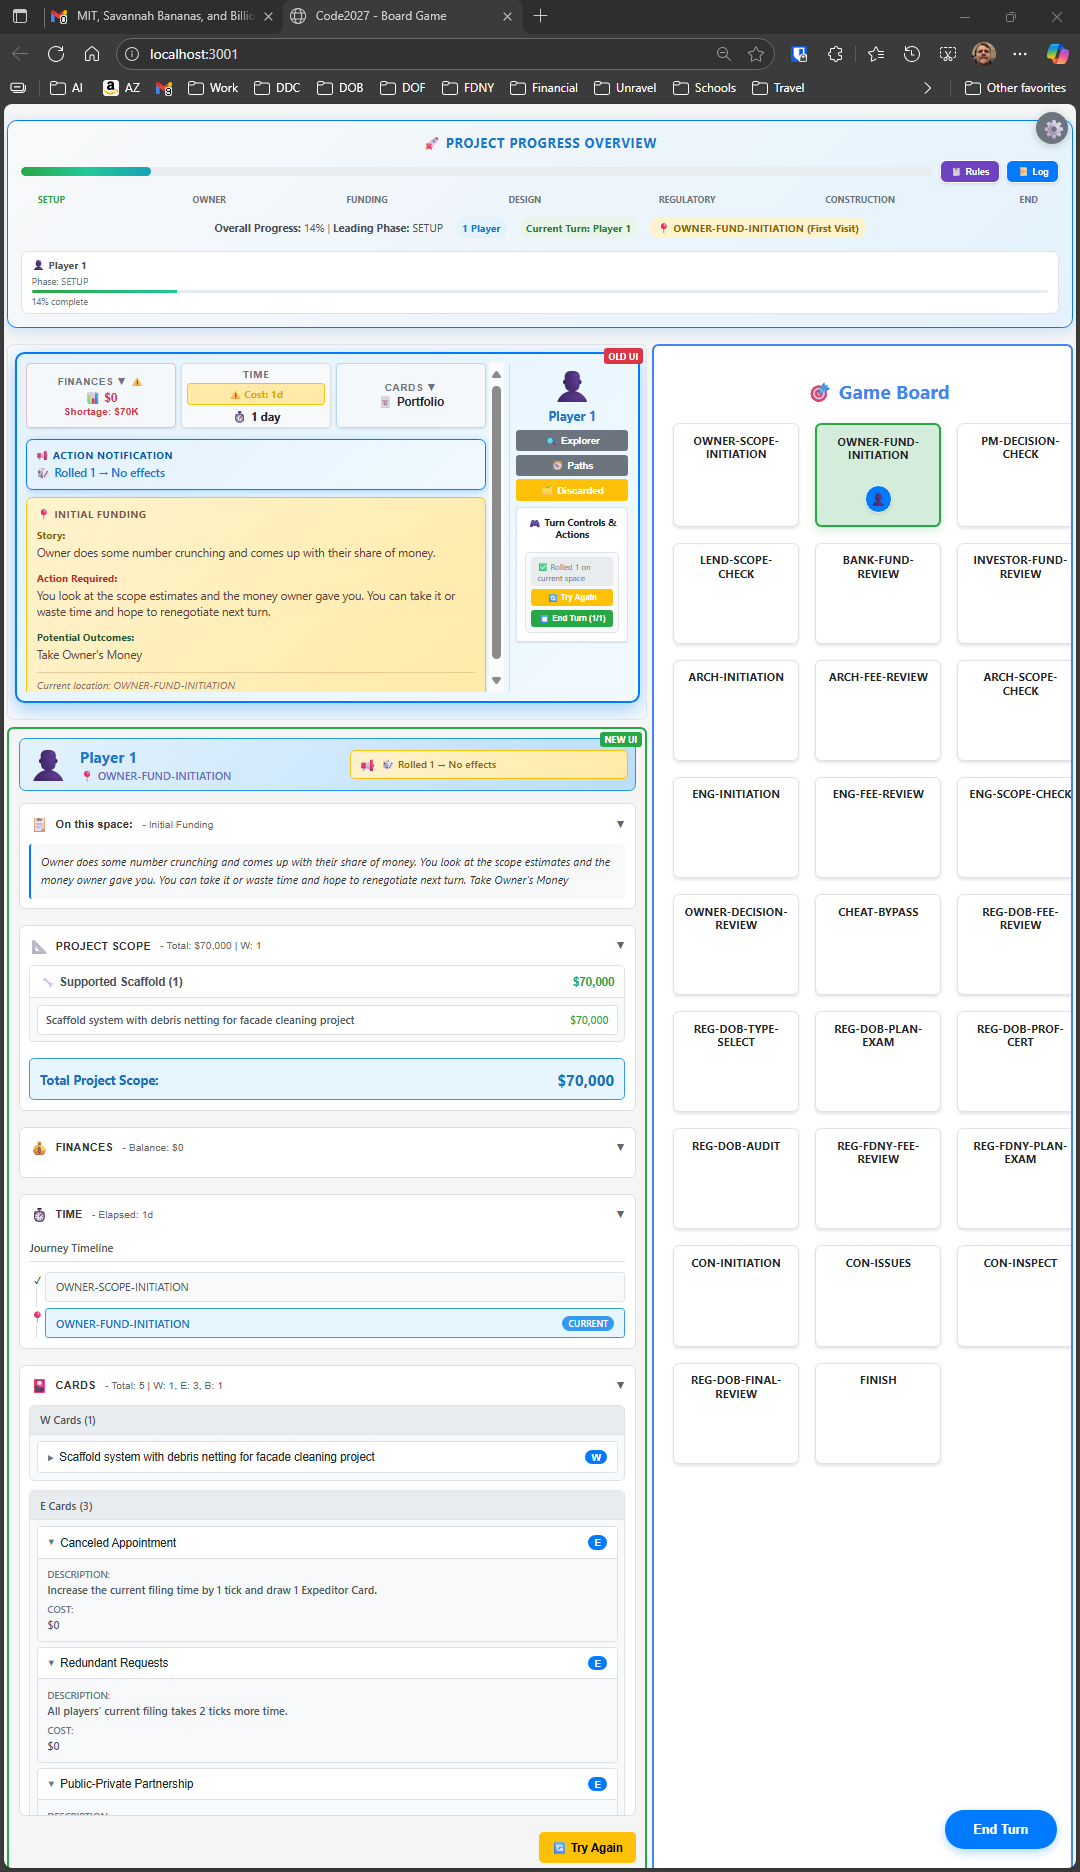 MIT, Savannah Bananas, and Billio
Code2027 - Board Game
localhost:3001
AI
AZ
Work
DDC
DOB
DOF
FDNY
Financial
Unravel
Schools
Travel
Other favorites
PROJECT PROGRESS OVERVIEW
Rules
Log
SETUP
OWNER
FUNDING
DESIGN
REGULATORY
CONSTRUCTION
END
Overall Progress: 14% | Leading Phase: SETUP
1 Player
Current Turn: Player 1
OWNER-FUND-INITIATION (First Visit)
Player 1
Phase: SETUP
14% complete
OLD UI
FINANCES ▼
$0
Shortage: $70K
TIME
Cost: 1d
1 day
CARDS ▼
Portfolio
ACTION NOTIFICATION
Rolled 1 → No effects
INITIAL FUNDING
Story:
Owner does some number crunching and comes up with their share of money.
Action Required:
You look at the scope estimates and the money owner gave you. You can take it or
waste time and hope to renegotiate next turn.
Potential Outcomes:
Take Owner's Money
Current location: OWNER-FUND-INITIATION
Player 1
Explorer
Paths
Discarded
Turn Controls &
Actions
Rolled 1 on
current space
Try Again
End Turn (1/1)
NEW UI
Player 1
OWNER-FUND-INITIATION
Rolled 1 → No effects
On this space: - Initial Funding
Owner does some number crunching and comes up with their share of money. You look at the scope estimates and the
money owner gave you. You can take it or waste time and hope to renegotiate next turn. Take Owner's Money
PROJECT SCOPE - Total: $70,000 | W: 1
Supported Scaffold (1)
$70,000
Scaffold system with debris netting for facade cleaning project
$70,000
Total Project Scope:
$70,000
FINANCES - Balance: $0
TIME - Elapsed: 1d
Journey Timeline
OWNER-SCOPE-INITIATION
OWNER-FUND-INITIATION
CURRENT
CARDS - Total: 5 | W: 1, E: 3, B: 1
W Cards (1)
Scaffold system with debris netting for facade cleaning project
W
E Cards (3)
Canceled Appointment
E
DESCRIPTION:
Increase the current filing time by 1 tick and draw 1 Expeditor Card.
COST:
$0
Redundant Requests
E
DESCRIPTION:
All players' current filing takes 2 ticks more time.
COST:
$0
Public-Private Partnership
E
DESCRIPTION:
Try Again
Game Board
OWNER-SCOPE-
INITIATION
OWNER-FUND-
INITIATION
PM-DECISION-
CHECK
LEND-SCOPE-
CHECK
BANK-FUND-
REVIEW
INVESTOR-FUND-
REVIEW
ARCH-INITIATION
ARCH-FEE-REVIEW
ARCH-SCOPE-
CHECK
ENG-INITIATION
ENG-FEE-REVIEW
ENG-SCOPE-CHECK
OWNER-DECISION-
REVIEW
CHEAT-BYPASS
REG-DOB-FEE-
REVIEW
REG-DOB-TYPE-
SELECT
REG-DOB-PLAN-
EXAM
REG-DOB-PROF-
CERT
REG-DOB-AUDIT
REG-FDNY-FEE-
REVIEW
REG-FDNY-PLAN-
EXAM
CON-INITIATION
CON-ISSUES
CON-INSPECT
REG-DOB-FINAL-
REVIEW
FINISH
End Turn